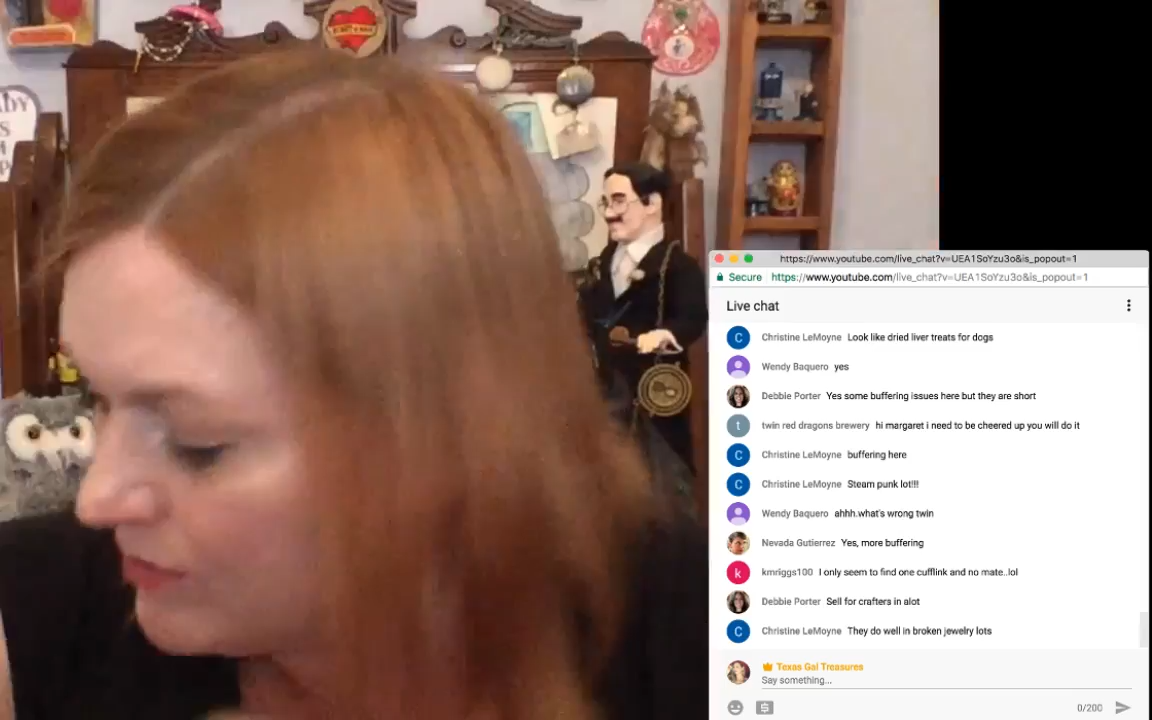 https://www.youtube.com/live_chat?v=UEA1SoYzu3o&is_popout=1
Secure https://www.youtube.com/live_chat?v=UEA1SoYzu3o&is_popout=1
Live chat
C Christine LeMoyne Look like dried liver treats for dogs
Wendy Baquero yes
Debbie Porter Yes some buffering issues here but they are short
t twin red dragons brewery hi margaret i need to be cheered up you will do it
C Christine LeMoyne buffering here
C Christine LeMoyne Steam punk lot!!!
Wendy Baquero ahhh.what's wrong twin
Nevada Gutierrez Yes, more buffering
k kmriggs100 I only seem to find one cufflink and no mate..lol
Debbie Porter Sell for crafters in alot
C Christine LeMoyne They do well in broken jewelry lots
Texas Gal Treasures
Say something...
0/200